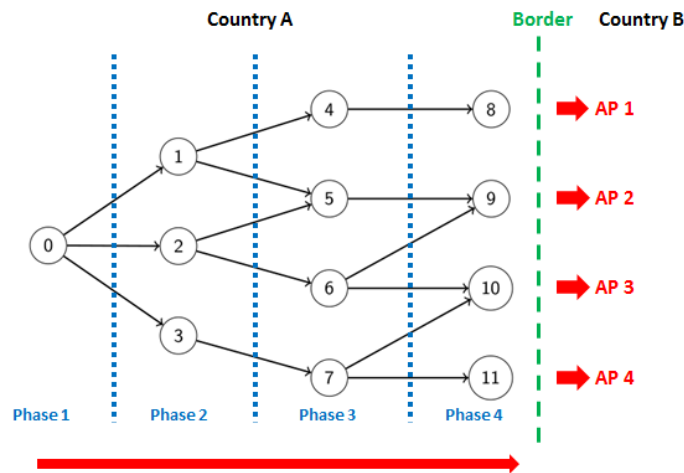 Country A
Border
Country B
4
8
AP 1
1
5
9
AP 2
0
2
6
10
AP 3
3
7
11
AP 4
Phase 1
Phase 2
Phase 3
Phase 4